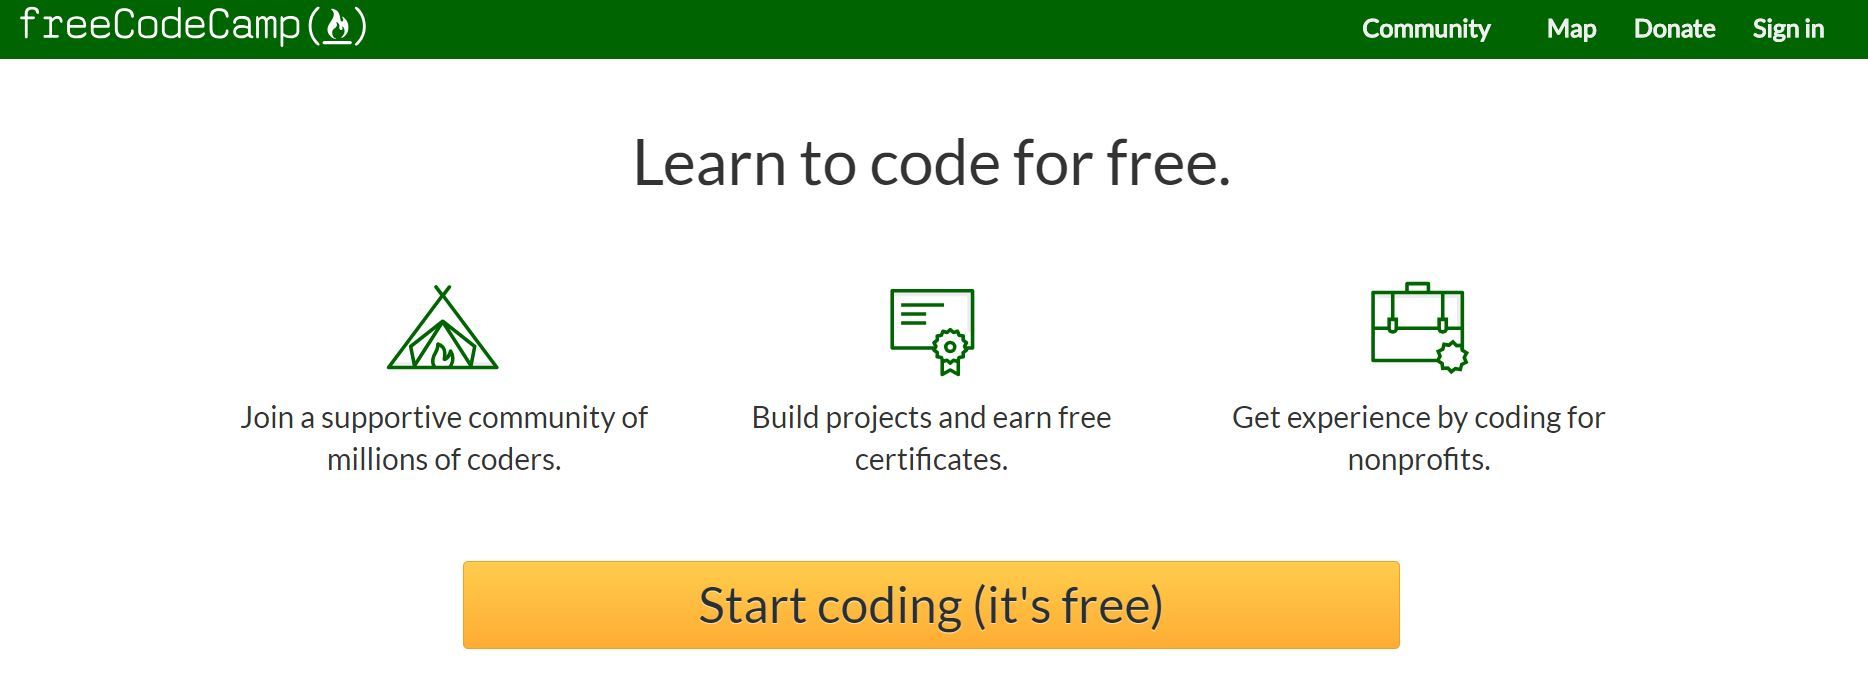 freeCodeCamp(🔥)
Community Map Donate Sign in
Learn to code for free.
Join a supportive community of
millions of coders.
Build projects and earn free
certificates.
Get experience by coding for
nonprofits.
Start coding (it's free)